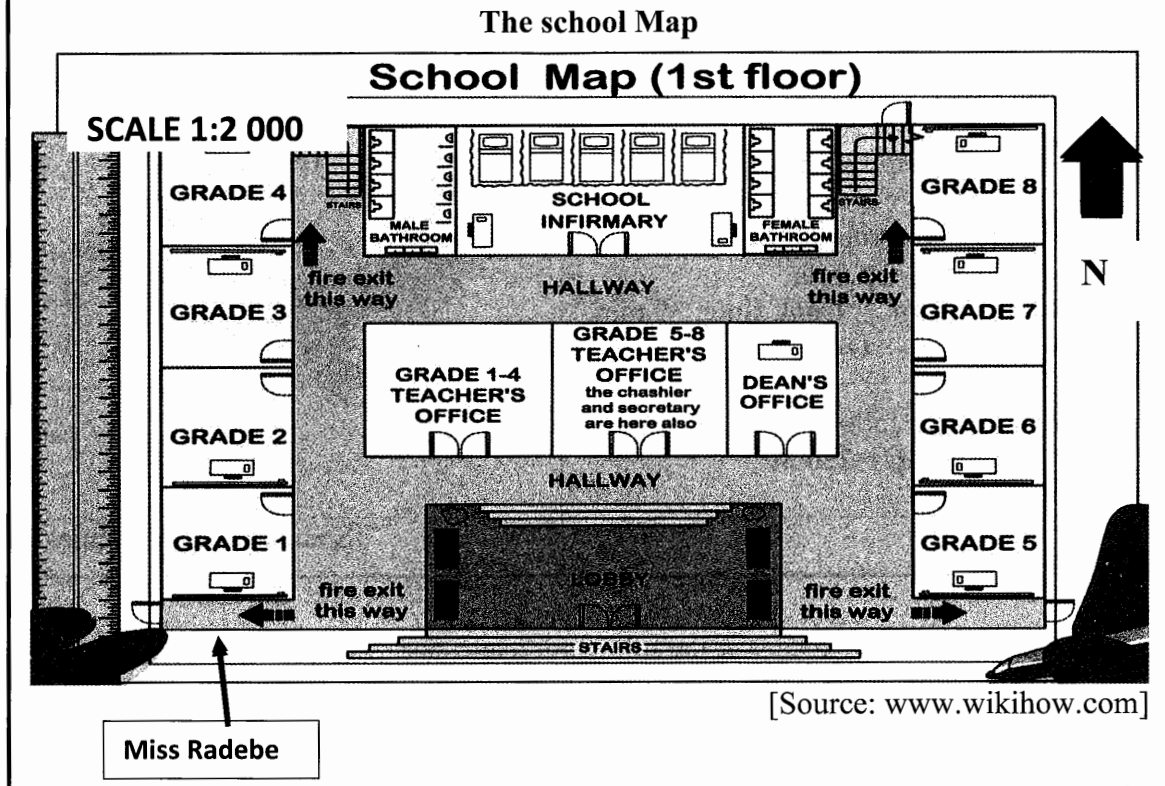 The school Map
School Map (1st floor)
SCALE 1:2 000
GRADE 4
STAIRS
MALE
BATHROOM
SCHOOL
INFIRMARY
FEMALE
BATHROOM
STAIRS
GRADE 8
fire exit
this way
HALLWAY
fire exit
this way
N
GRADE 3
GRADE 7
GRADE 1-4
TEACHER'S
OFFICE
GRADE 5-8
TEACHER'S
OFFICE
the chashier
and secretary
are here also
DEAN'S
OFFICE
GRADE 2
GRADE 6
HALLWAY
GRADE 1
GRADE 5
LOBBY
fire exit
this way
fire exit
this way
STAIRS
[Source: www.wikihow.com]
Miss Radebe